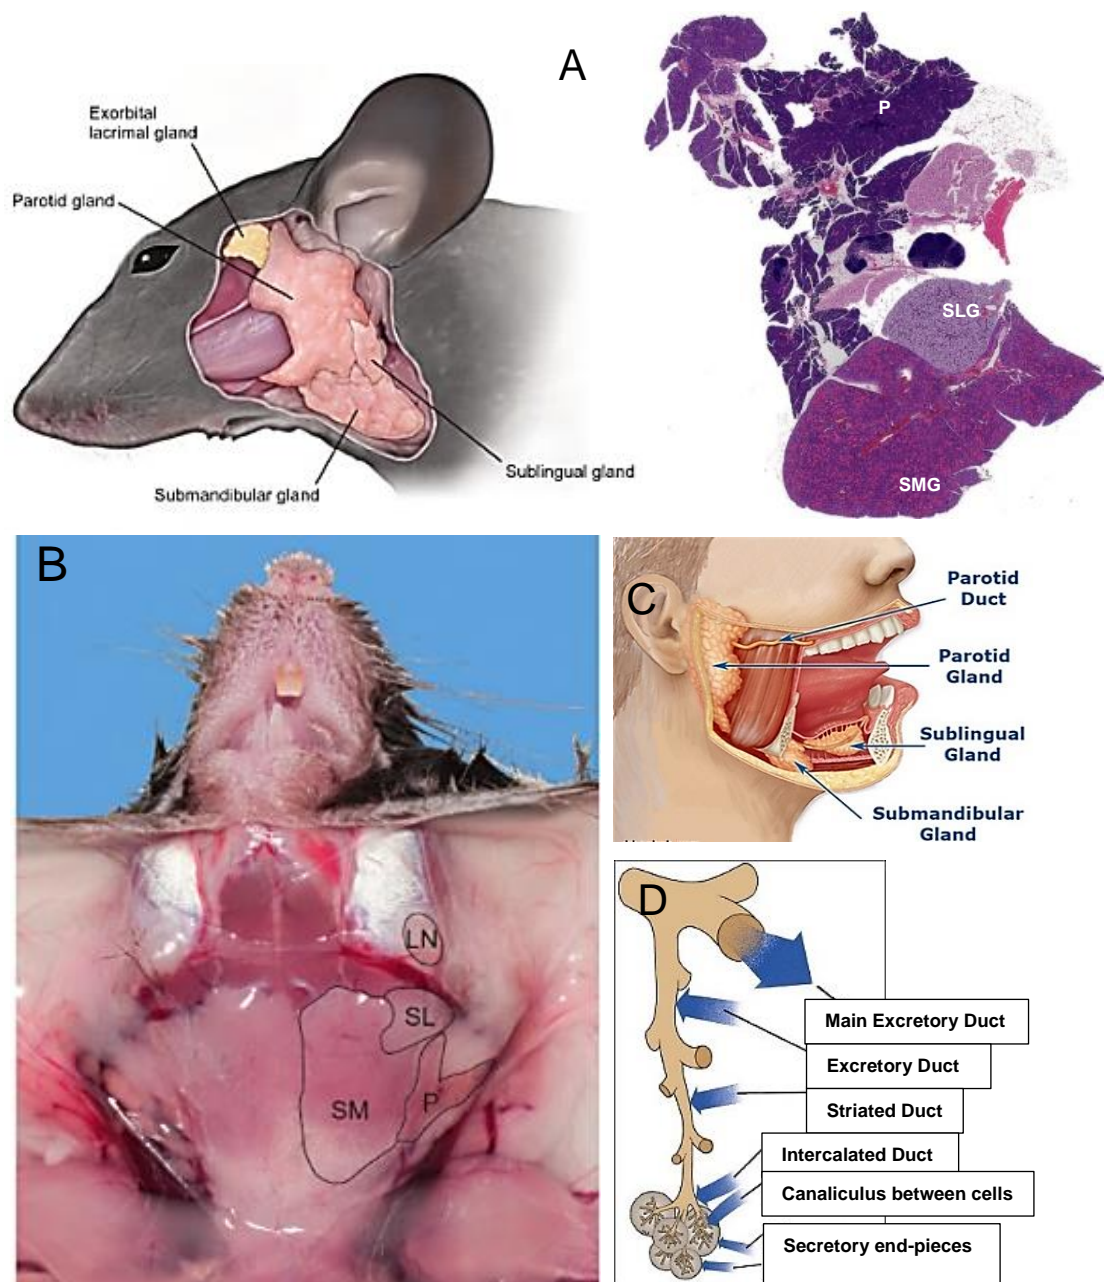 A
Exorbital
lacrimal gland
Parotid gland
Sublingual gland
Submandibular gland
P
SLG
SMG
B
LN
SL
SM
P
C
Parotid
Duct
Parotid
Gland
Sublingual
Gland
Submandibular
Gland
D
Main Excretory Duct
Excretory Duct
Striated Duct
Intercalated Duct
Canaliculus between cells
Secretory end-pieces